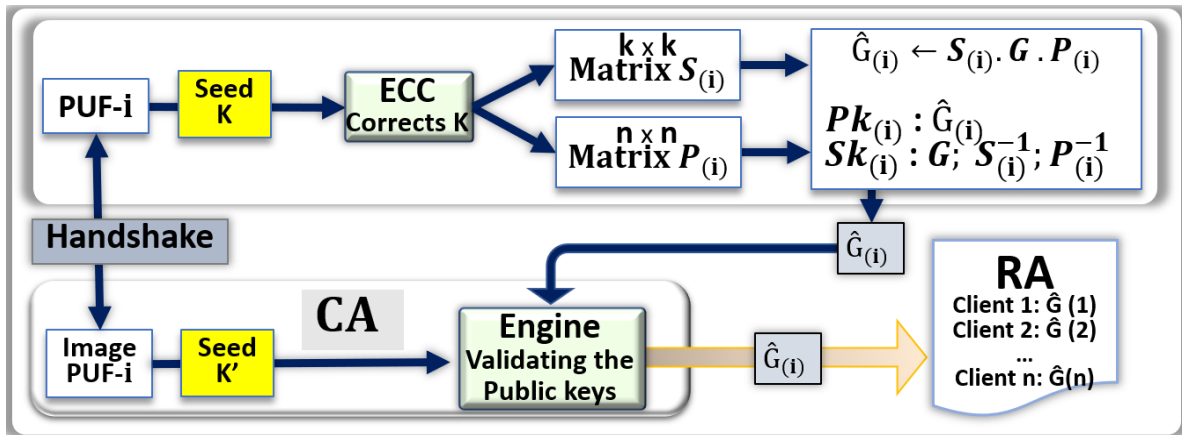 PUF-i
Seed
K
ECC
Corrects K
k x k
Matrix S(i)
n x n
Matrix P(i)
Ĝ(i) ← S(i). G . P(i)
Pk(i) : Ĝ(i)
Sk(i) : G; S(i)^-1; P(i)^-1
Handshake
Ĝ(i)
CA
Image
PUF-i
Seed
K’
Engine
Validating the
Public keys
Ĝ(i)
RA
Client 1: Ĝ (1)
Client 2: Ĝ (2)
...
Client n: Ĝ(n)